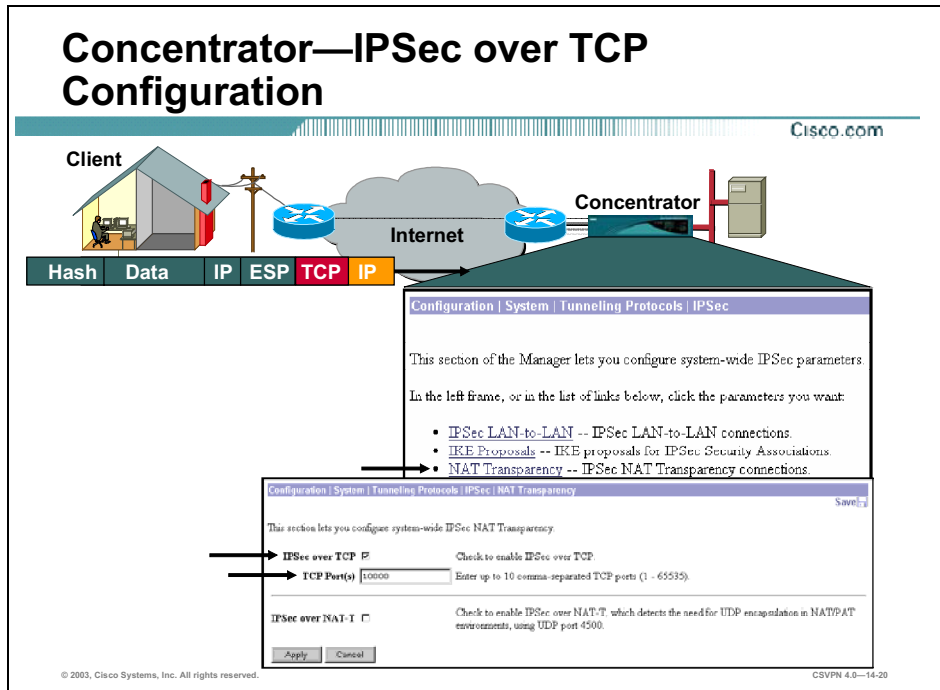 Concentrator—IPSec over TCP
Configuration
Cisco.com
Client
Concentrator
Internet
Hash Data IP ESP TCP IP
Configuration | System | Tunneling Protocols | IPSec
This section of the Manager lets you configure system-wide IPSec parameters.
In the left frame, or in the list of links below, click the parameters you want:
• IPSec LAN-to-LAN -- IPSec LAN-to-LAN connections.
• IKE Proposals -- IKE proposals for IPSec Security Associations.
• NAT Transparency -- IPSec NAT Transparency connections.
Configuration | System | Tunneling Protocols | IPSec | NAT Transparency
Save
This section lets you configure system-wide IPSec NAT Transparency.
IPSec over TCP Check to enable IPSec over TCP.
TCP Port(s) 10000 Enter up to 10 comma-separated TCP ports (1 - 65535).
IPSec over NAT-T Check to enable IPSec over NAT-T, which detects the need for UDP encapsulation in NAT/PAT
environments, using UDP port 4500.
Apply Cancel
© 2003, Cisco Systems, Inc. All rights reserved. CSVPN 4.0—14-20